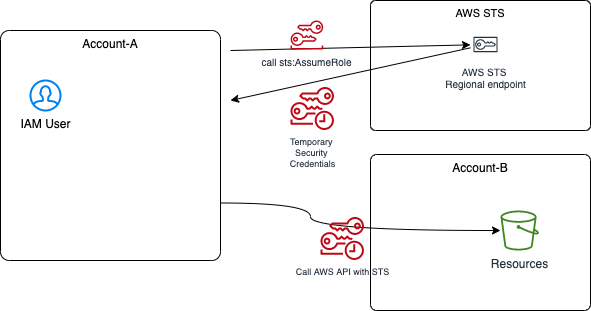 Account-A
IAM User
call sts:AssumeRole
Temporary
Security
Credentials
AWS STS
AWS STS
Regional endpoint
Account-B
Resources
Call AWS API with STS